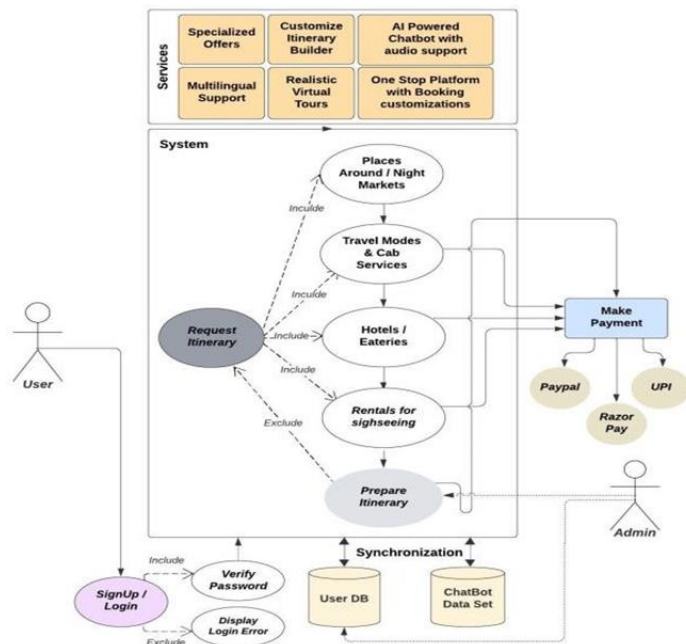 Services
Specialized
Offers
Customize
Itinerary
Builder
AI Powered
Chatbot with
audio support
Multilingual
Support
Realistic
Virtual
Tours
One Stop Platform
with Booking
customizations
System
Places
Around / Night
Markets
Incuide
Travel Modes
& Cab
Services
Incuide
Request
Itinerary
Include
Hotels /
Eateries
Include
Rentals for
sighseeing
Exclude
Prepare
Itinerary
Make
Payment
Paypal
Razor
Pay
UPI
User
Admin
Synchronization
SignUp /
Login
Include
Verify
Password
Exclude
Display
Login Error
User DB
ChatBot
Data Set